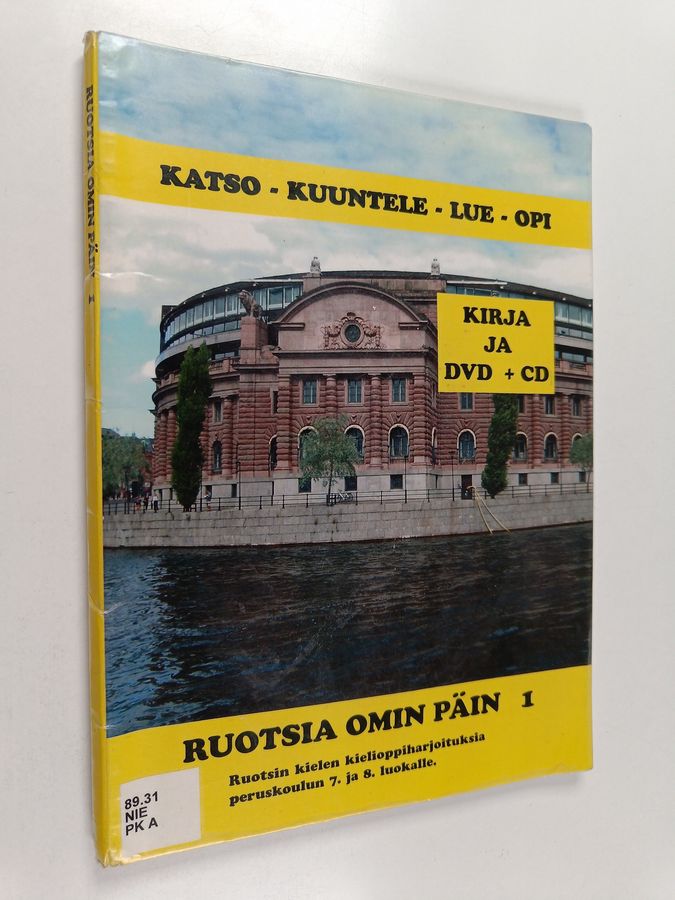 RUOTSIA OMIN PÄIN 1
KATSO - KUUNTELE - LUE - OPI
KIRJA
JA
DVD + CD
RUOTSIA OMIN PÄIN 1
Ruotsin kielen kielioppiharjoituksia
peruskoulun 7. ja 8. luokalle.
89.31
NIE
PK A